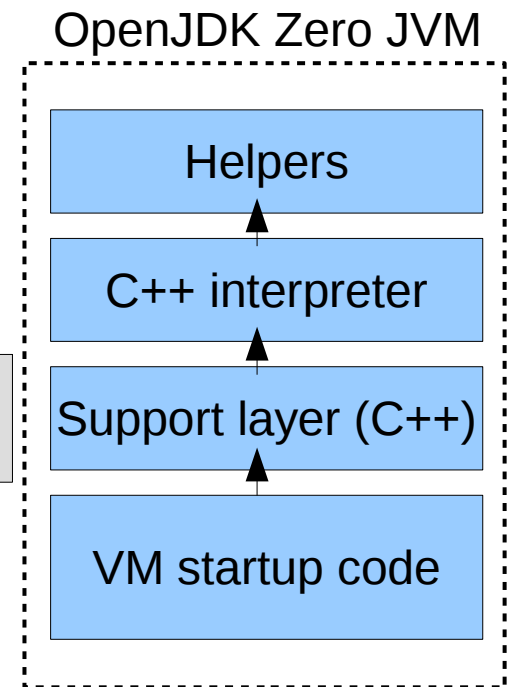 OpenJDK Zero JVM
Helpers
C++ interpreter
Support layer (C++)
VM startup code